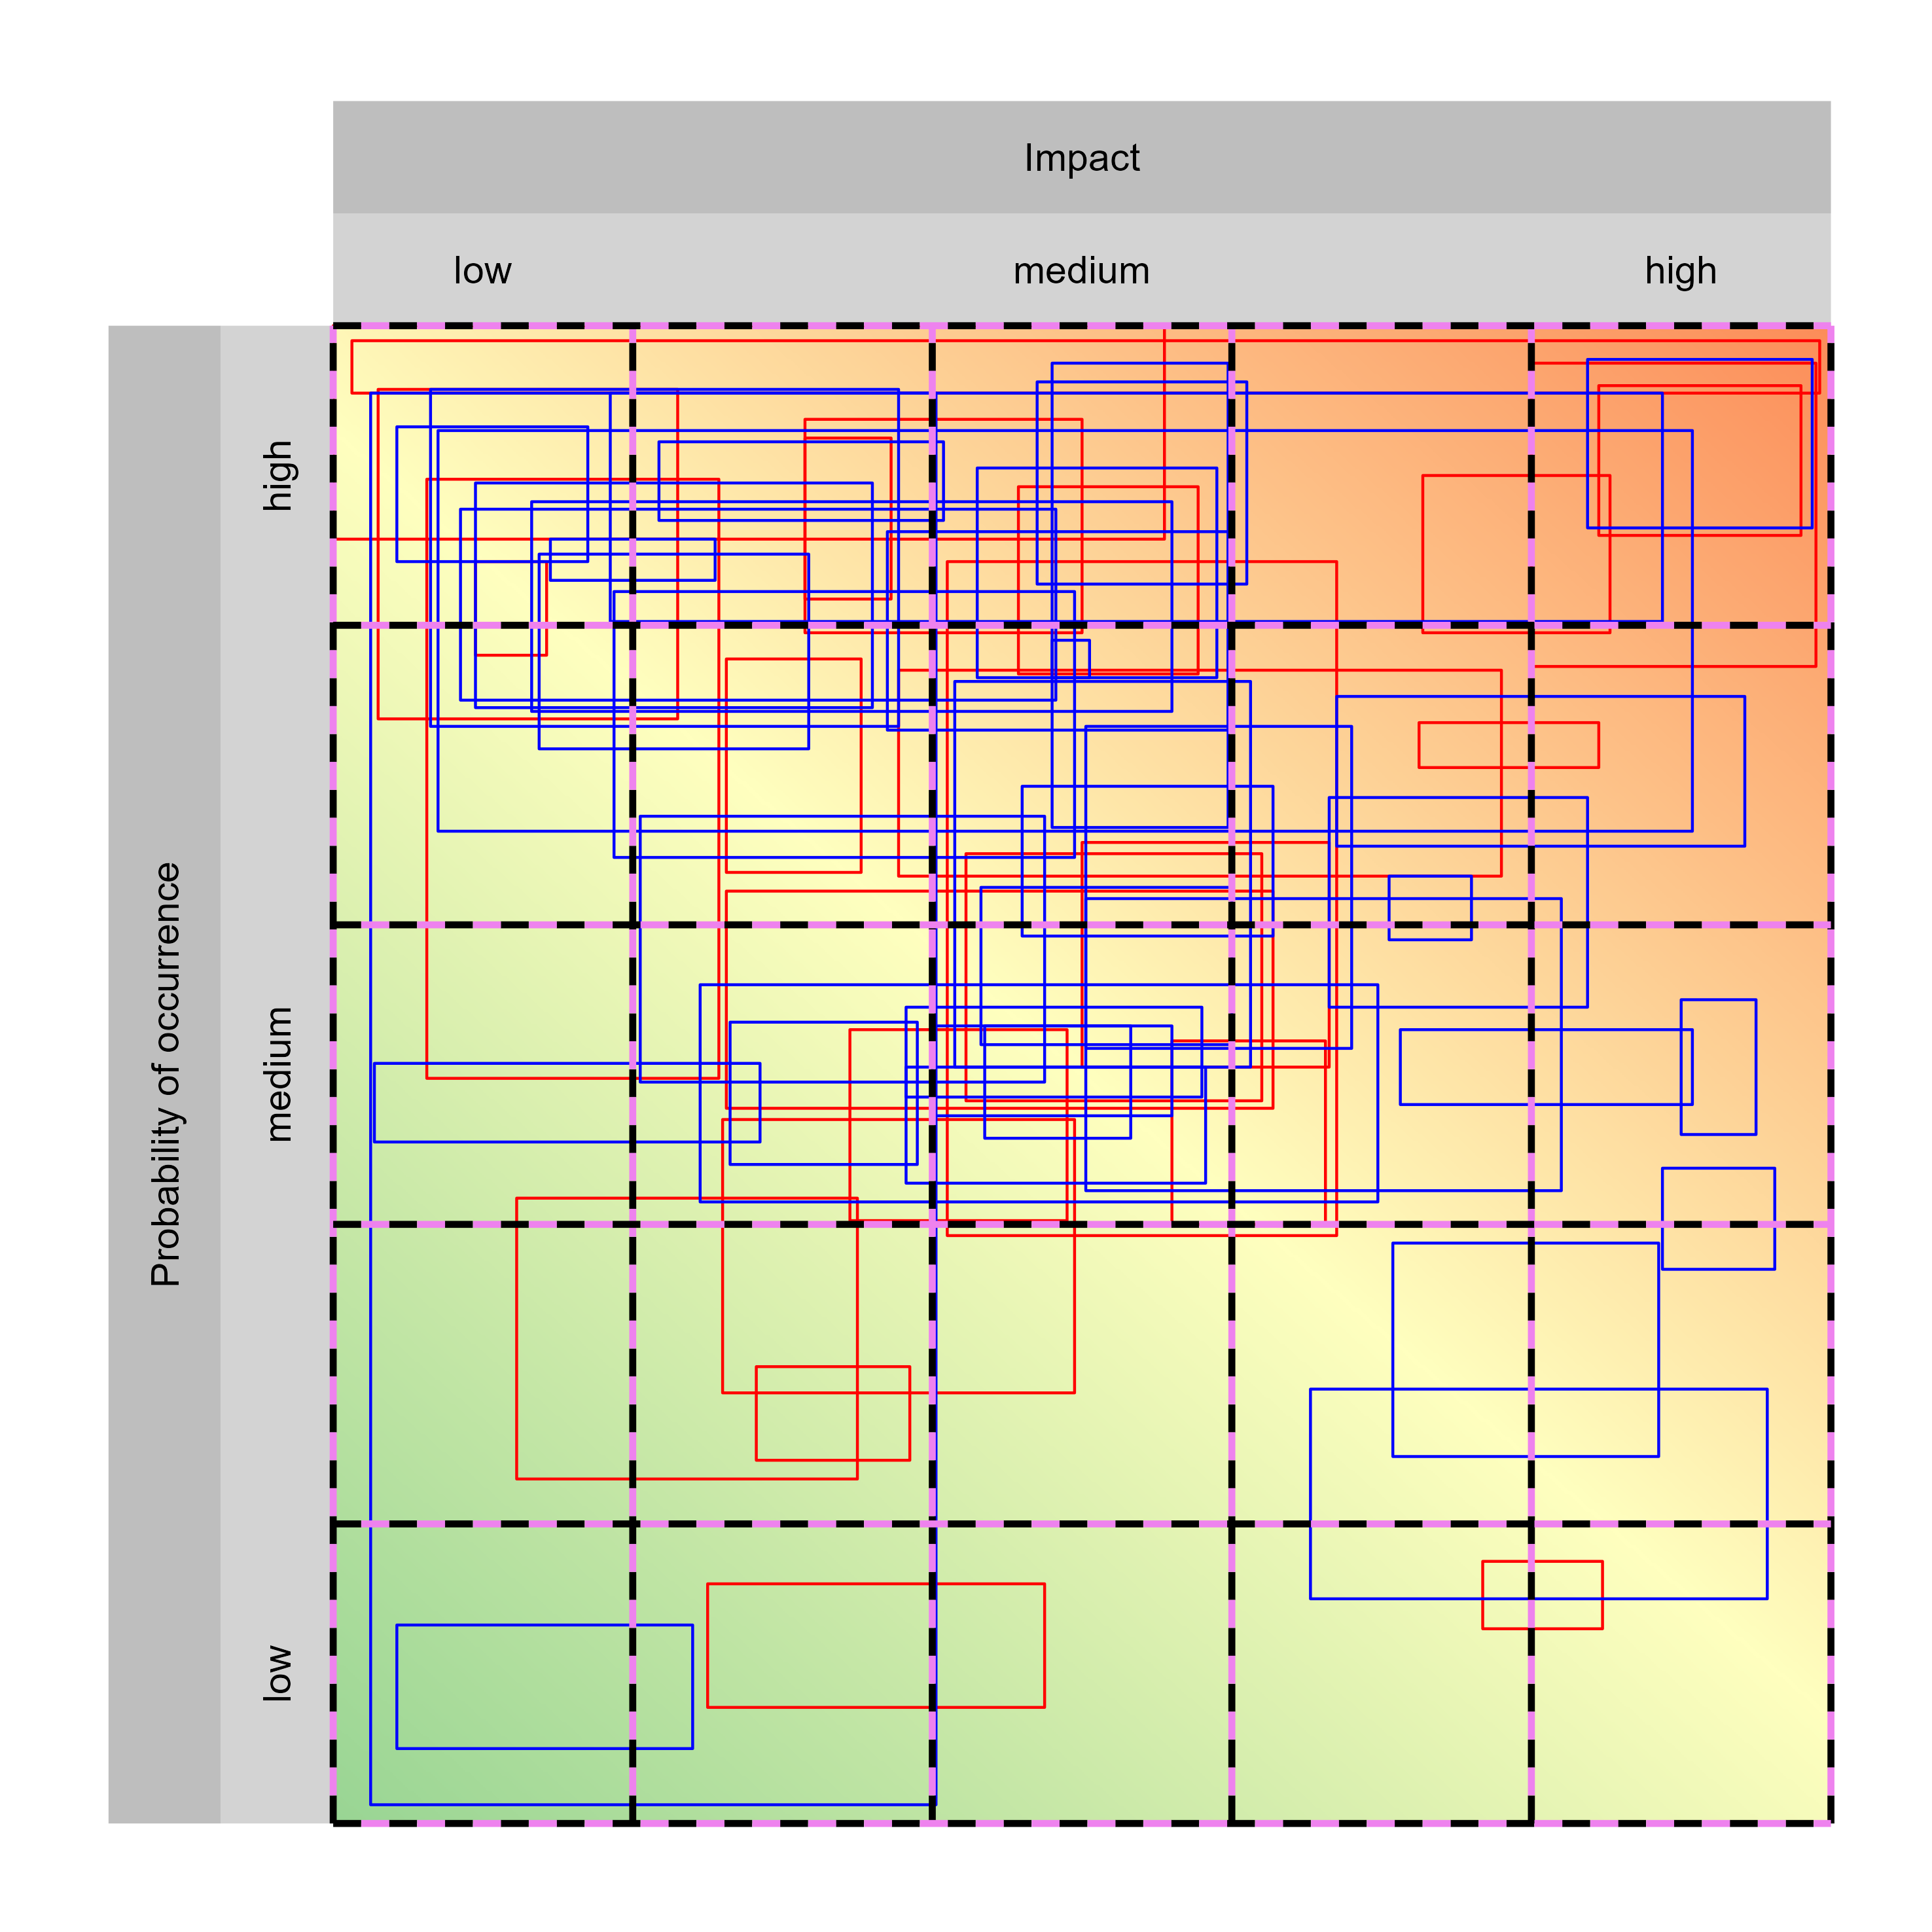 Impact
low
medium
high
Probability of occurrence
high
medium
low